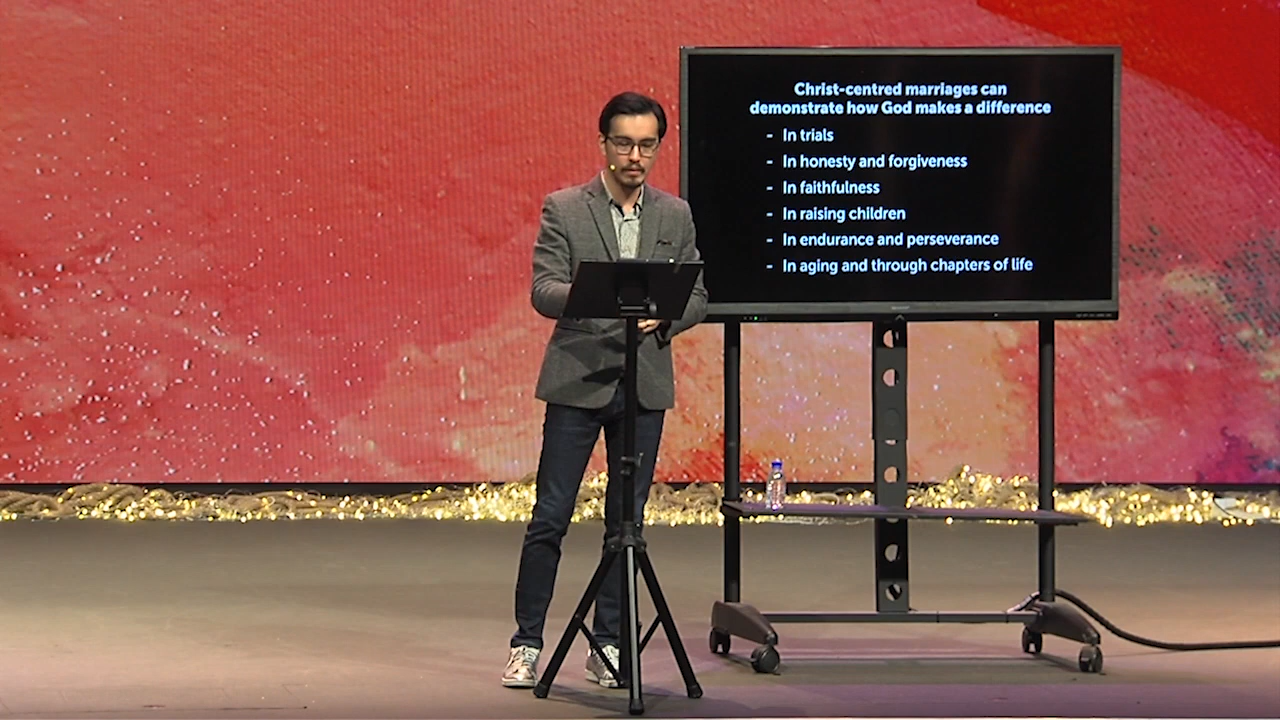 Christ-centred marriages can
demonstrate how God makes a difference
- In trials
- In honesty and forgiveness
- In faithfulness
- In raising children
- In endurance and perseverance
- In aging and through chapters of life